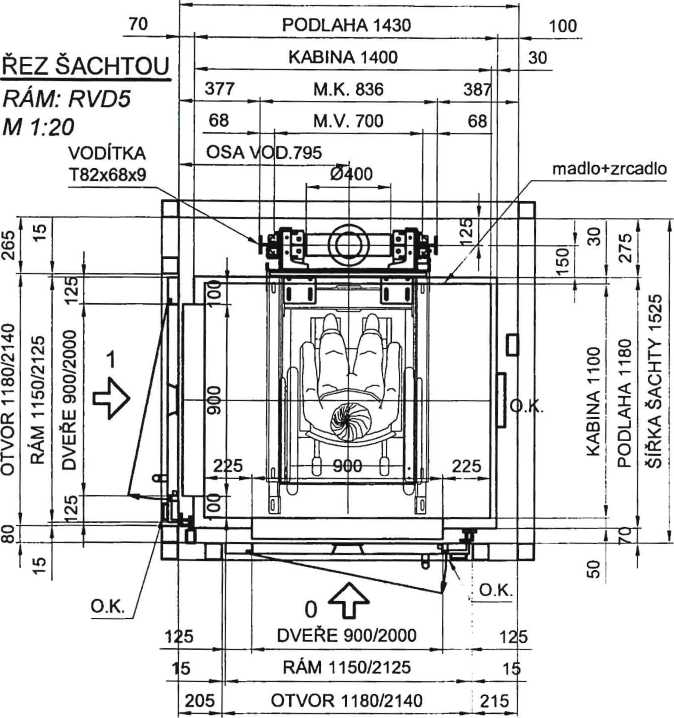 70
PODLAHA 1430
100
KABINA 1400
30
ŘEZ ŠACHTOU
RÁM: RVD5
M 1:20
377
M.K. 836
387
68
M.V. 700
68
VODÍTKA
T82x68x9
OSA VOD.795
Ø400
madlo+zrcadlo
265
15
125
30
275
150
125
100
OTVOR 1180/2140
RÁM 1150/2125
DVEŘE 900/2000
1
900
KABINA 1100
PODLAHA 1180
ŠÍŘKA ŠACHTY 1525
O.K.
225
900
225
125
100
80
15
70
50
O.K.
O.K.
0
125
DVEŘE 900/2000
125
15
RÁM 1150/2125
15
205
OTVOR 1180/2140
215